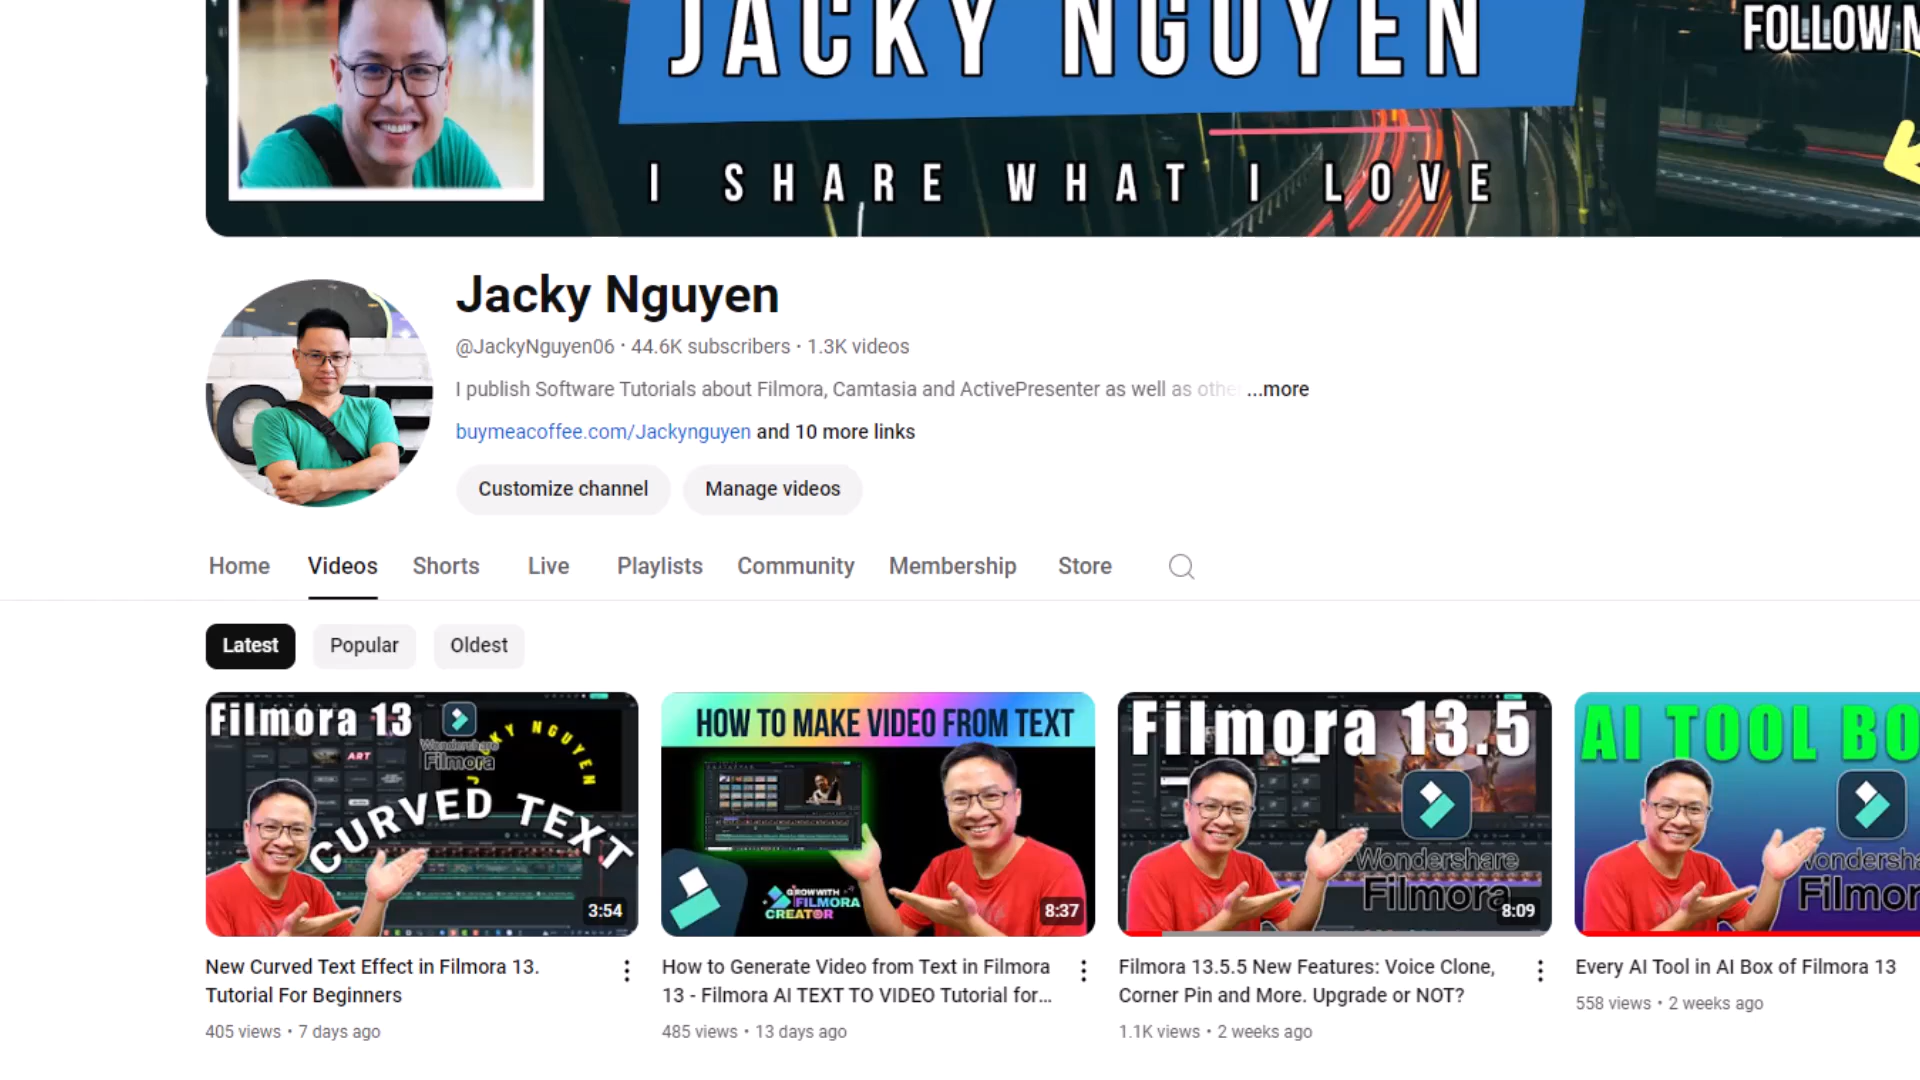 JACKY NGUYEN
FOLLOW M
I SHARE WHAT I LOVE
Jacky Nguyen
@JackyNguyen06 · 44.6K subscribers · 1.3K videos
I publish Software Tutorials about Filmora, Camtasia and ActivePresenter as well as othe ...more
buymeacoffee.com/Jackynguyen and 10 more links
Customize channel Manage videos
Home Videos Shorts Live Playlists Community Membership Store
Latest Popular Oldest
Filmora 13
Wondershare
Filmora
JACKY NGUYEN
ART
CURVED TEXT
3:54
HOW TO MAKE VIDEO FROM TEXT
GROW WITH
FILMORA
CREATOR
8:37
Filmora 13.5
Wondershare
Filmora
8:09
AI TOOL BO
Wondersha
Filmor
New Curved Text Effect in Filmora 13.
Tutorial For Beginners
405 views · 7 days ago
How to Generate Video from Text in Filmora
13 - Filmora AI TEXT TO VIDEO Tutorial for...
485 views · 13 days ago
Filmora 13.5.5 New Features: Voice Clone,
Corner Pin and More. Upgrade or NOT?
1.1K views · 2 weeks ago
Every AI Tool in AI Box of Filmora 13
558 views · 2 weeks ago